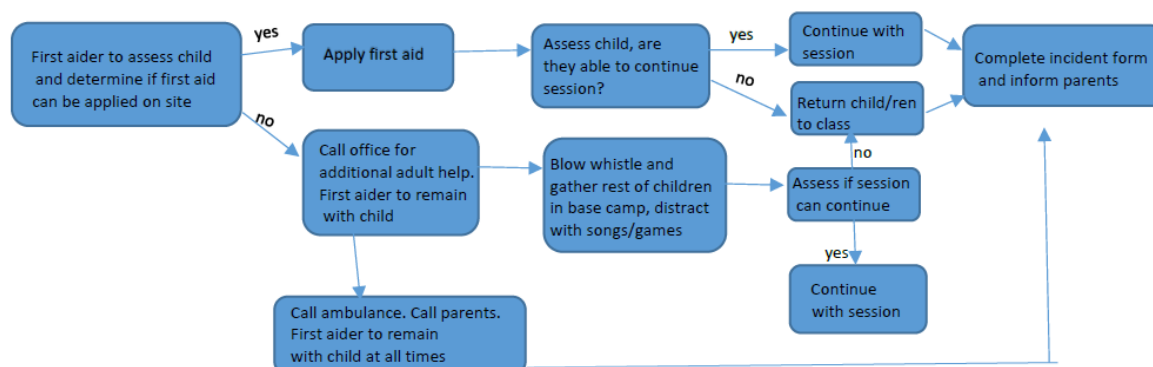 First aider to assess child
and determine if first aid
can be applied on site
yes
no
Apply first aid
Assess child, are
they able to continue
session?
yes
no
Continue with
session
Return child/ren
to class
Complete incident form
and inform parents
Call office for
additional adult help.
First aider to remain
with child
Blow whistle and
gather rest of children
in base camp, distract
with songs/games
no
Assess if session
can continue
yes
Continue
with session
Call ambulance. Call parents.
First aider to remain
with child at all times